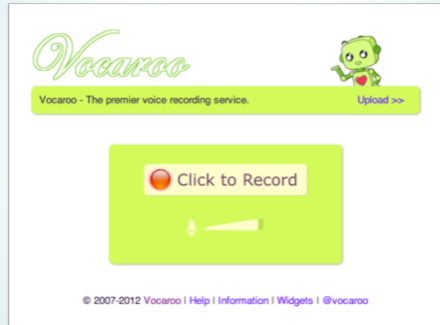 Vocaroo
Vocaroo - The premier voice recording service. Upload >>
Click to Record
© 2007-2012 Vocaroo | Help | Information | Widgets | @vocaroo